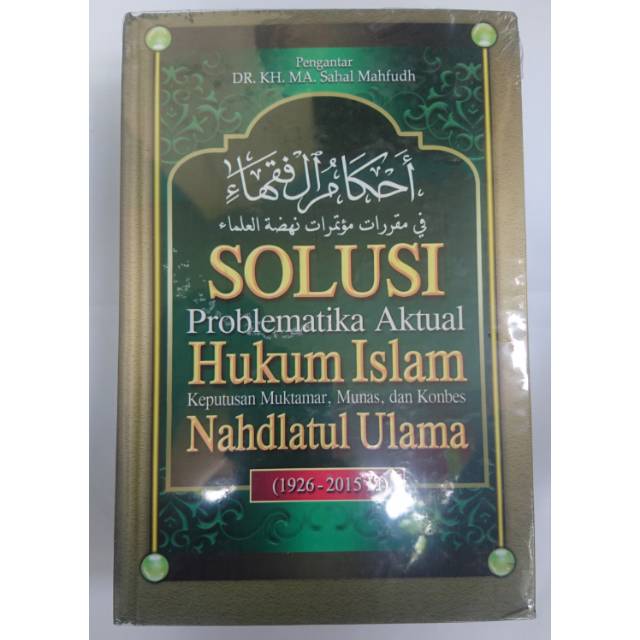 Pengantar
DR. KH. MA. Sahal Mahfudh
أحكام الفقهاء
في مقررات مؤتمرات نهضة العلماء
SOLUSI
Problematika Aktual
Hukum Islam
Keputusan Muktamar, Munas, dan Konbes
Nahdlatul Ulama
(1926-2015